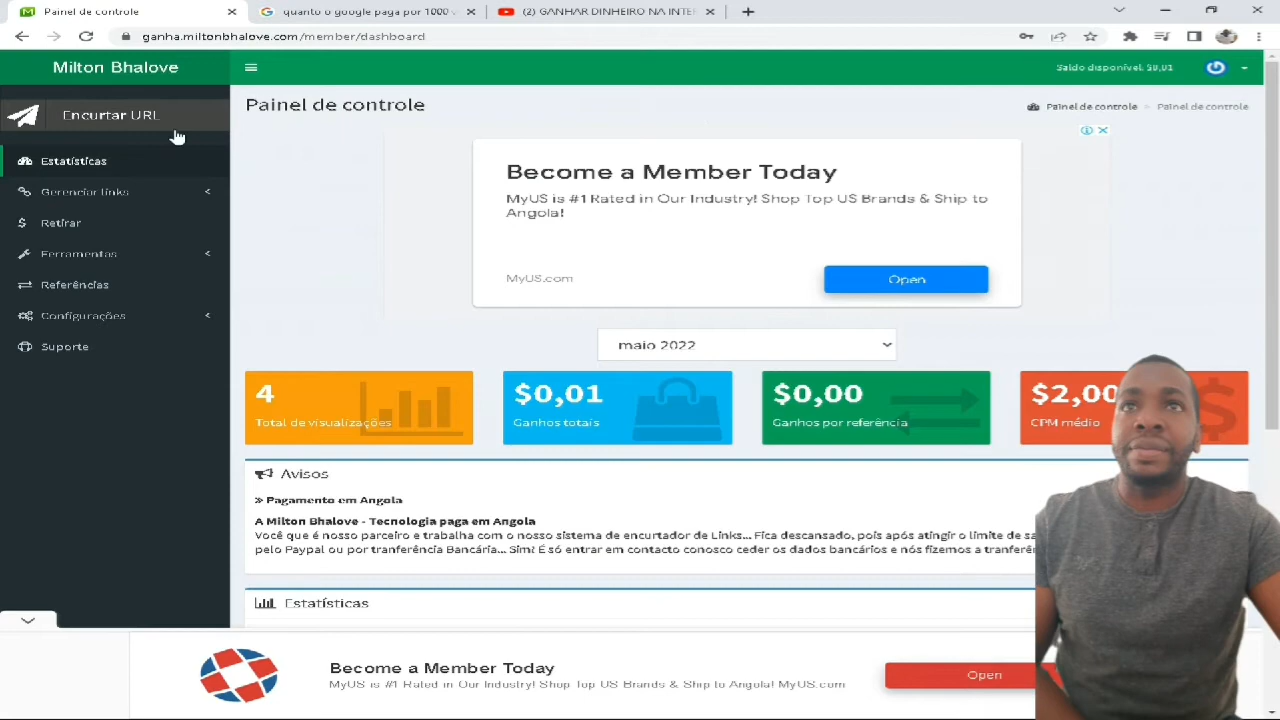 Painel de controle
quanto o google paga por 1000
(2) GANHAR DINHEIRO NA INTER
ganha.miltonbhalove.com/member/dashboard
Milton Bhalove
Saldo disponível: $0,01
Encurtar URL
Painel de controle
Painel de controle
Painel de controle
Estatísticas
Gerenciar links
Retirar
Ferramentas
Referências
Configurações
Suporte
Become a Member Today
MyUS is #1 Rated in Our Industry! Shop Top US Brands & Ship to
Angola!
MyUS.com
Open
maio 2022
4
Total de visualizações
$0,01
Ganhos totais
$0,00
Ganhos por referência
$2,00
CPM médio
Avisos
» Pagamento em Angola
A Milton Bhalove - Tecnologia paga em Angola
Você que é nosso parceiro e trabalha com o nosso sistema de encurtador de Links... Fica descansado, pois após atingir o limite de
pelo Paypal ou por tranferência Bancária... Sim! É só entrar em contacto conosco ceder os dados bancários e nós fizemos a
Estatísticas
Become a Member Today
MyUS is #1 Rated in Our Industry! Shop Top US Brands & Ship to Angola! MyUS.com
Open